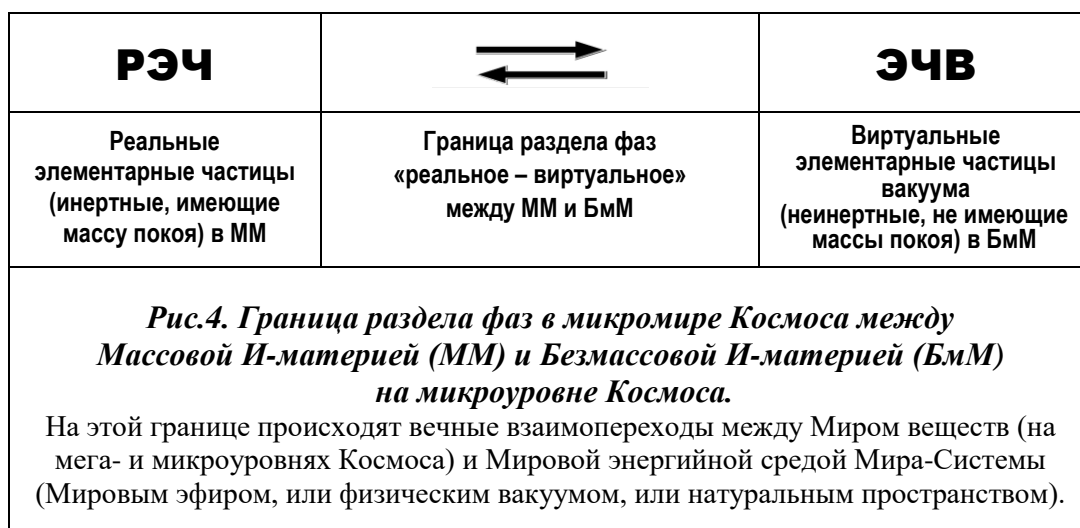 РЭЧ
ЭЧВ
Реальные
элементарные частицы
(инертные, имеющие
массу покоя) в ММ
Граница раздела фаз
«реальное – виртуальное»
между ММ и БмМ
Виртуальные
элементарные частицы
вакуума
(неинертные, не имеющие
массы покоя) в БмМ
Рис.4. Граница раздела фаз в микромире Космоса между
Массовой И-материей (ММ) и Безмассовой И-материей (БмМ)
на микроуровне Космоса.
На этой границе происходят вечные взаимопереходы между Миром веществ (на
мега- и микроуровнях Космоса) и Мировой энергийной средой Мира-Системы
(Мировым эфиром, или физическим вакуумом, или натуральным пространством).